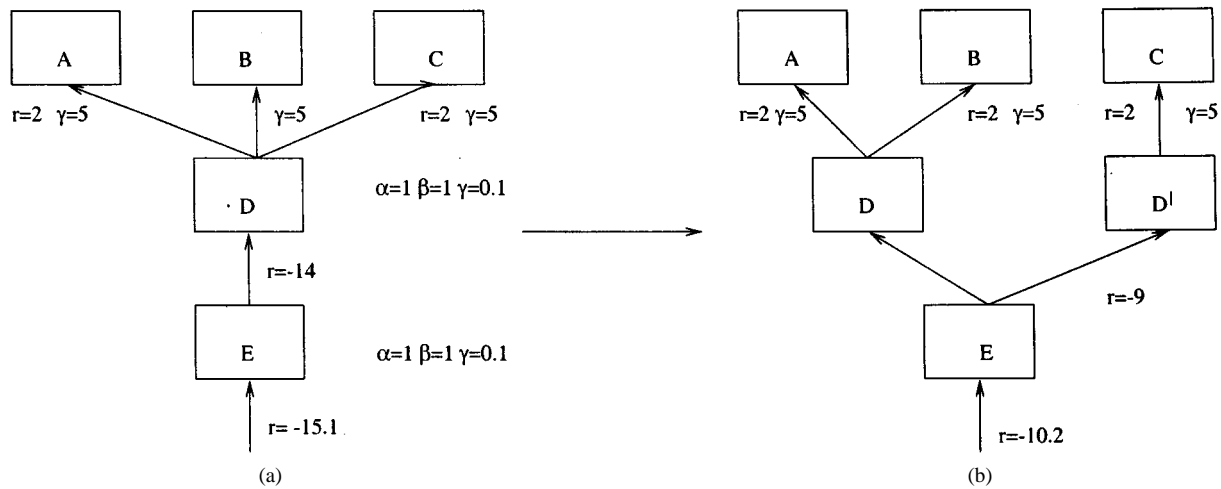 A
B
C
r=2 γ=5
γ=5
r=2 γ=5
D
α=1 β=1 γ=0.1
r=-14
E
α=1 β=1 γ=0.1
r= -15.1
(a)
A
B
C
r=2 γ=5
r=2 γ=5
r=2 γ=5
D
D|
r=-9
E
r=-10.2
(b)